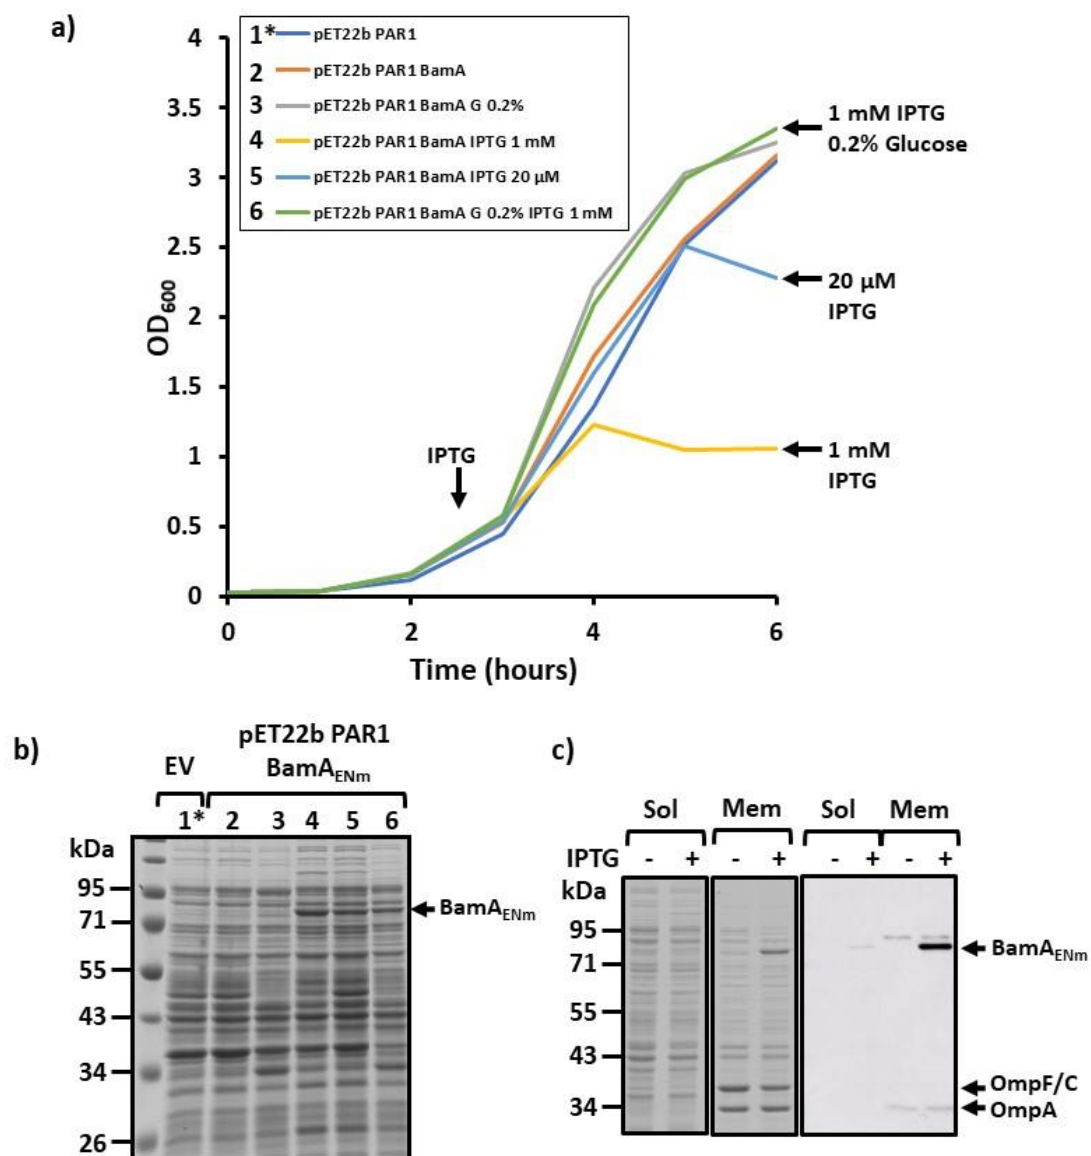 a)
4
3.5
3
2.5
2
1.5
1
0.5
0
OD600
1* pET22b PAR1
2 pET22b PAR1 BamA
3 pET22b PAR1 BamA G 0.2%
4 pET22b PAR1 BamA IPTG 1 mM
5 pET22b PAR1 BamA IPTG 20 µM
6 pET22b PAR1 BamA G 0.2% IPTG 1 mM
IPTG
1 mM IPTG
0.2% Glucose
20 µM
IPTG
1 mM
IPTG
0 2 4 6
Time (hours)
b)
EV
pET22b PAR1
BamAENm
1* 2 3 4 5 6
kDa
95
71
55
43
34
26
BamAENm
c)
Sol Mem Sol Mem
IPTG - + - + - + - +
kDa
95
71
55
43
34
BamAENm
OmpF/C
OmpA